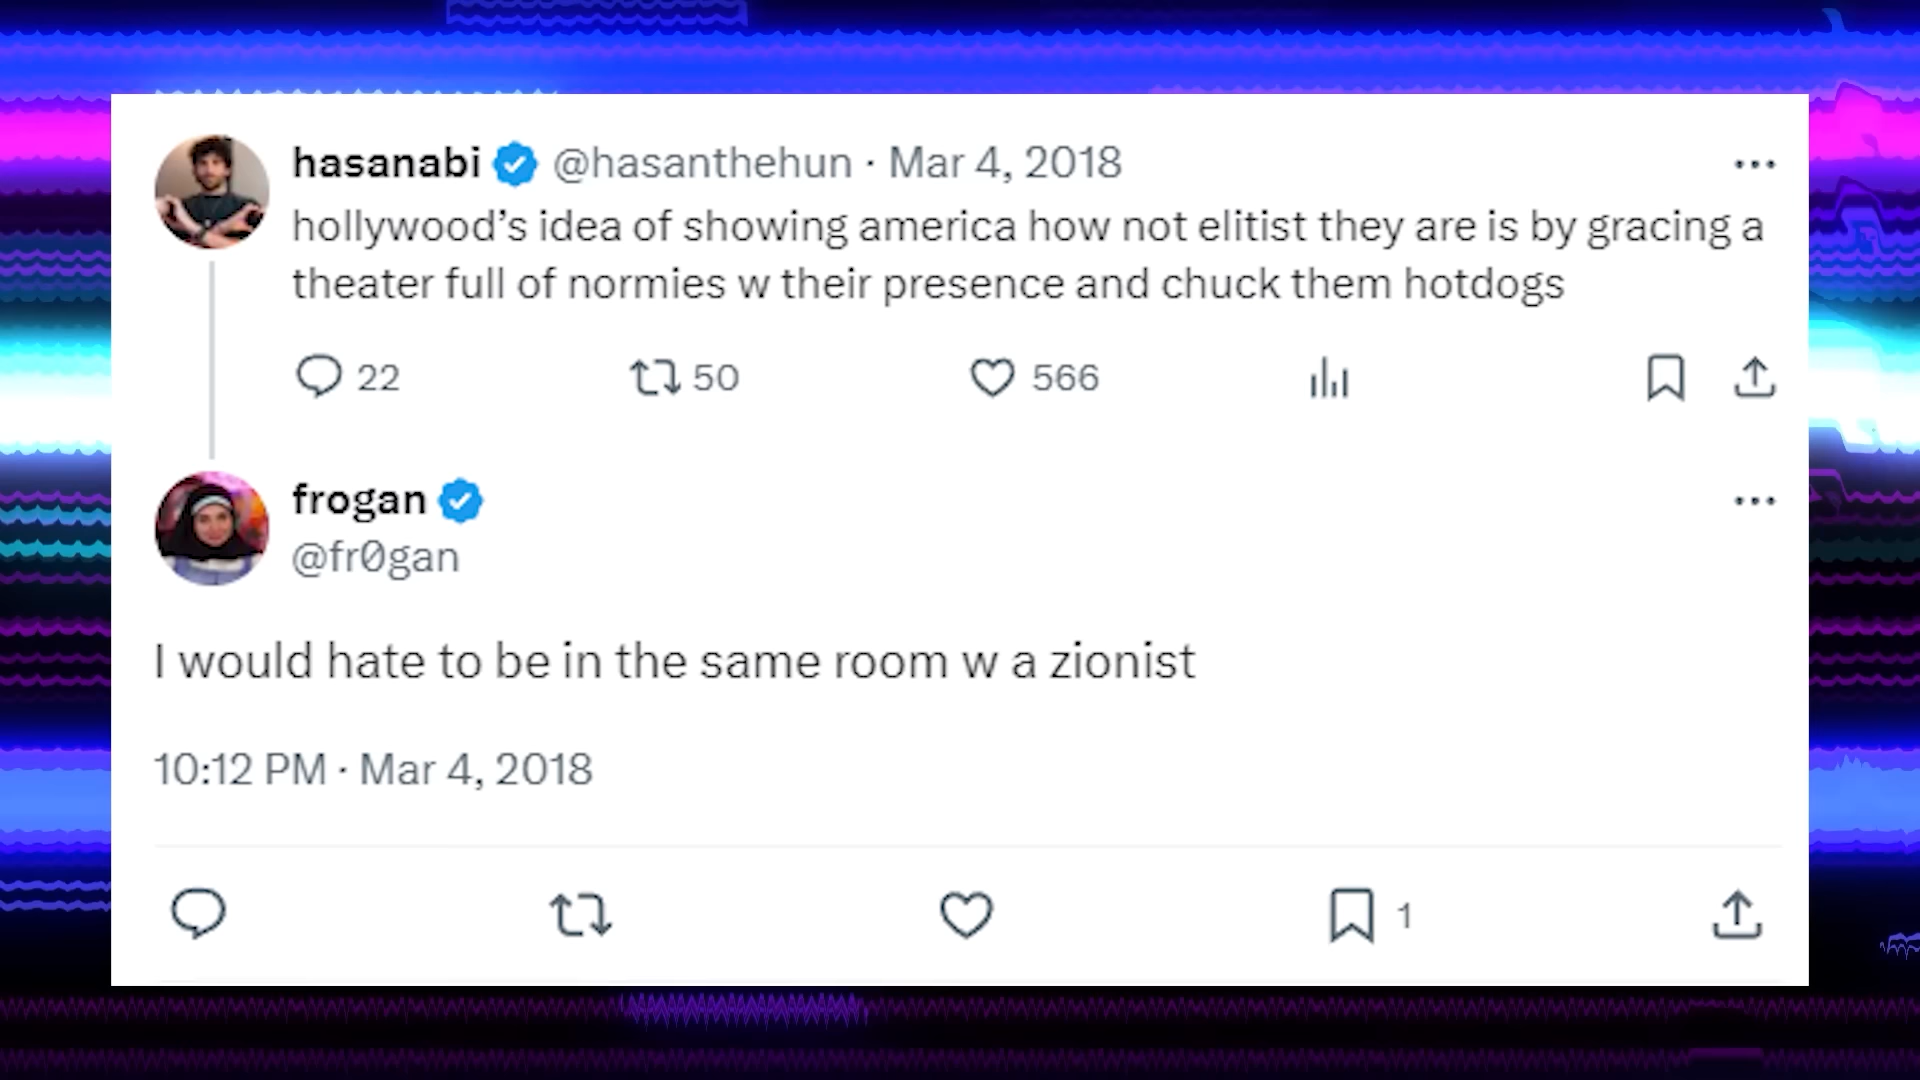 hasanabi @hasanthehun · Mar 4, 2018
hollywood’s idea of showing america how not elitist they are is by gracing a
theater full of normies w their presence and chuck them hotdogs
22 50 566
frogan
@fr0gan
I would hate to be in the same room w a zionist
10:12 PM · Mar 4, 2018
1